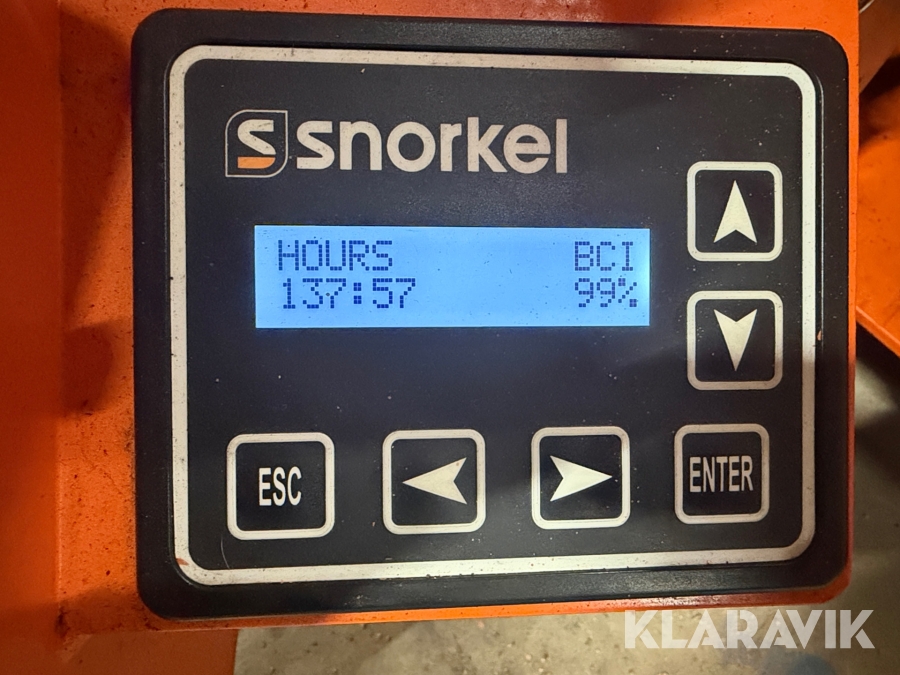 snorkel
HOURS BCI
137:57 99%
ESC
ENTER
KLARAVIK